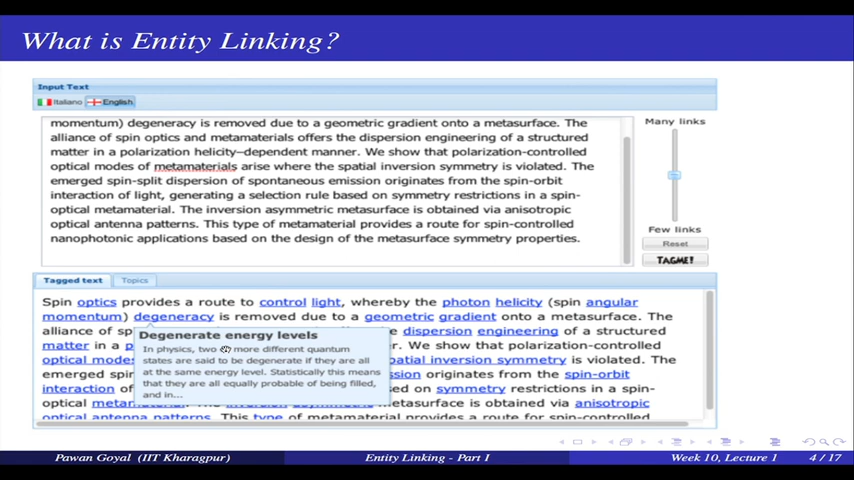 What is Entity Linking?
Input Text
Italiano English
momentum) degeneracy is removed due to a geometric gradient onto a metasurface. The
alliance of spin optics and metamaterials offers the dispersion engineering of a structured
matter in a polarization helicity–dependent manner. We show that polarization-controlled
optical modes of metamaterials arise where the spatial inversion symmetry is violated. The
emerged spin-split dispersion of spontaneous emission originates from the spin-orbit
interaction of light, generating a selection rule based on symmetry restrictions in a spin-
optical metamaterial. The inversion asymmetric metasurface is obtained via anisotropic
optical antenna patterns. This type of metamaterial provides a route for spin-controlled
nanophotonic applications based on the design of the metasurface symmetry properties.
Many links
Few links
Reset
TAGME!
Tagged text Topics
Spin optics provides a route to control light, whereby the photon helicity (spin angular
momentum) degeneracy is removed due to a geometric gradient onto a metasurface. The
alliance of sp dispersion engineering of a structured
matter in a p controlled
optical modes spatial inversion symmetry is violated. The
emerged spin ission originates from the spin-orbit
interaction of ed on symmetry restrictions in a spin-
optical metasurface is obtained via anisotropic
optical antenna patterns. This type of metamaterial provides a route for spin-controlled
Degenerate energy levels
In physics, two or more different quantum
states are said to be degenerate if they are all
at the same energy level. Statistically this means
that they are all equally probable of being filled,
and in...
Pawan Goyal (IIT Kharagpur) Entity Linking - Part I Week 10, Lecture 1 4 / 17